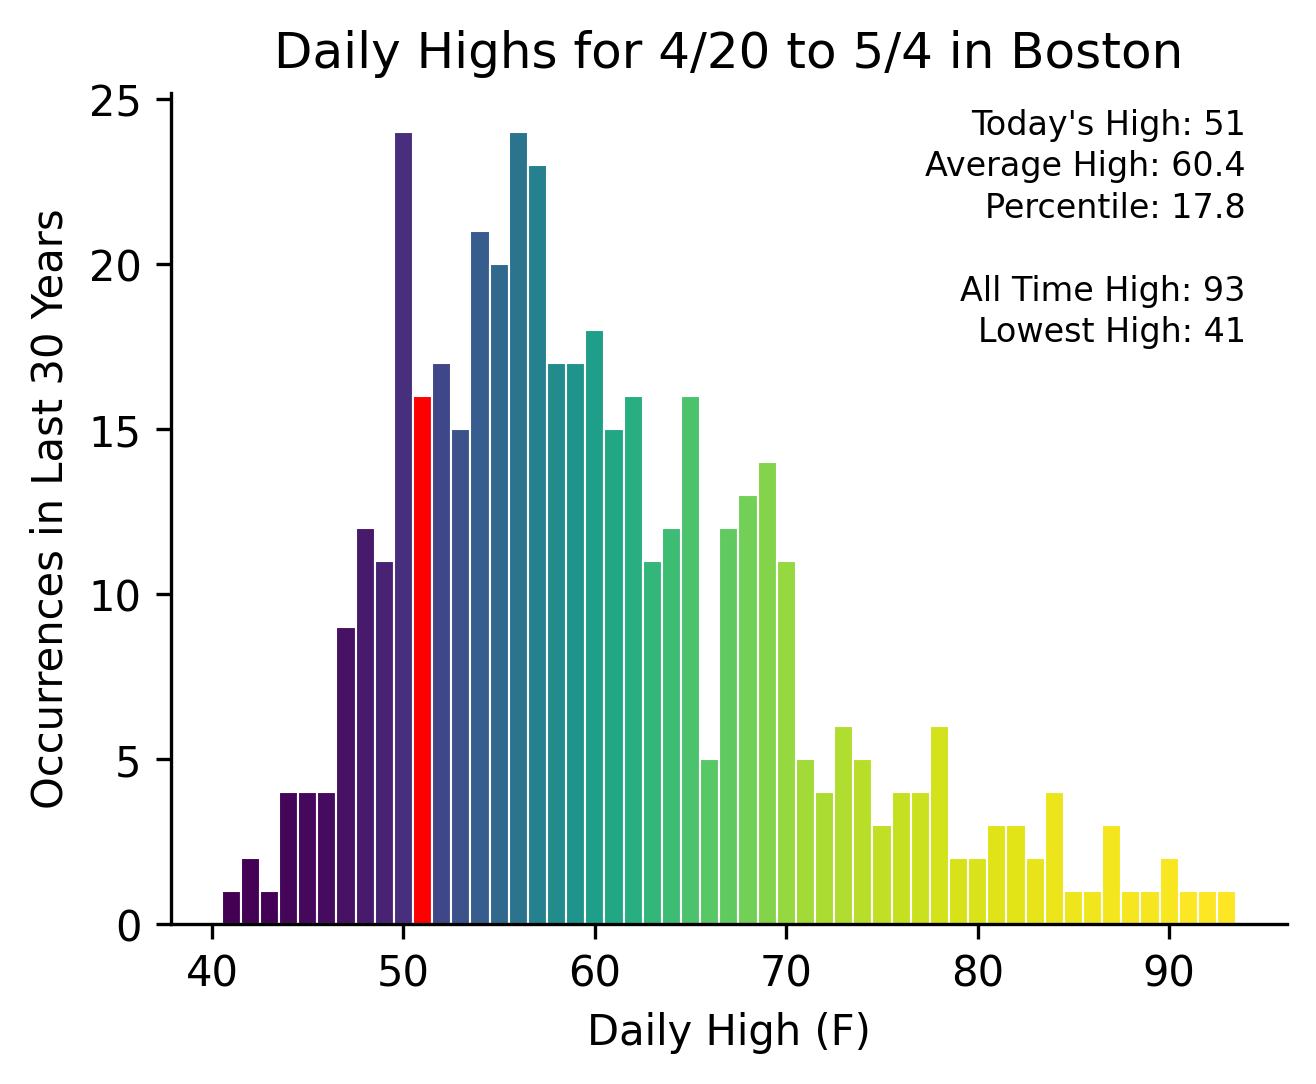 Daily Highs for 4/20 to 5/4 in Boston
Today's High: 51
Average High: 60.4
Percentile: 17.8
All Time High: 93
Lowest High: 41
Occurrences in Last 30 Years
25
20
15
10
5
0
40 50 60 70 80 90
Daily High (F)